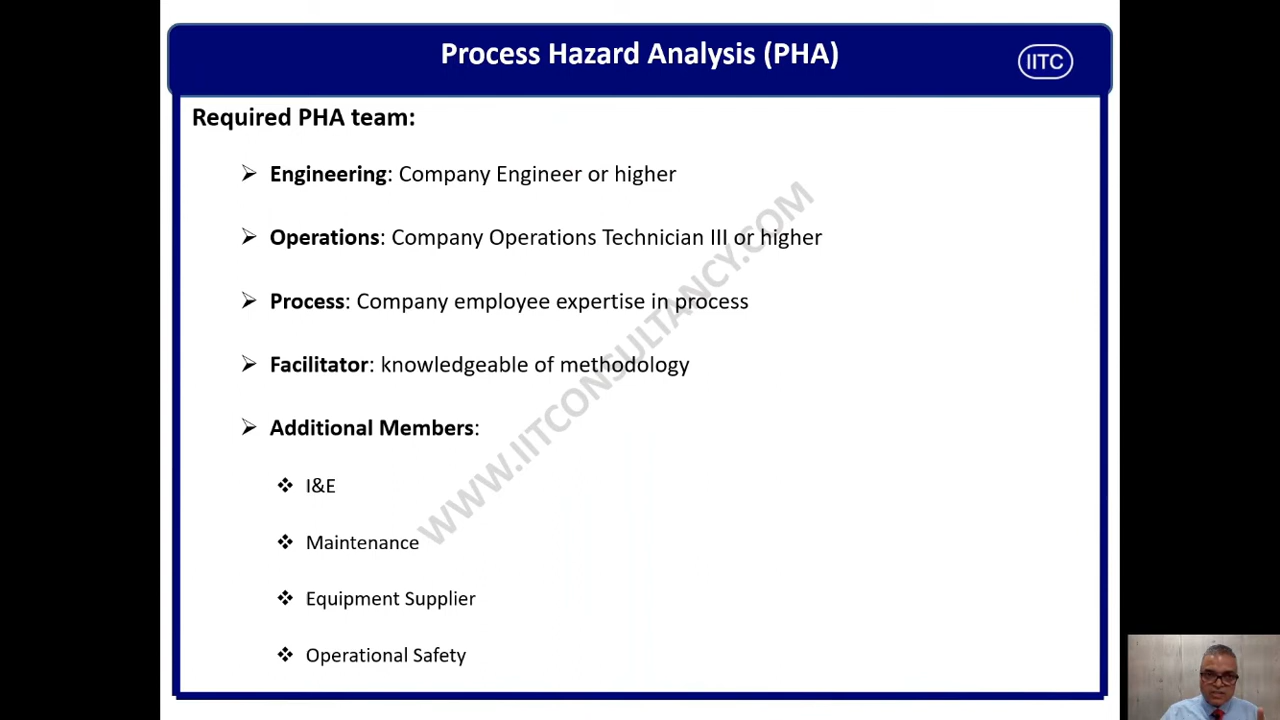 Process Hazard Analysis (PHA)
IITC
Required PHA team:
Engineering: Company Engineer or higher
Operations: Company Operations Technician III or higher
Process: Company employee expertise in process
Facilitator: knowledgeable of methodology
Additional Members:
I&E
Maintenance
Equipment Supplier
Operational Safety
WWW.IITCONSULTANCY.COM